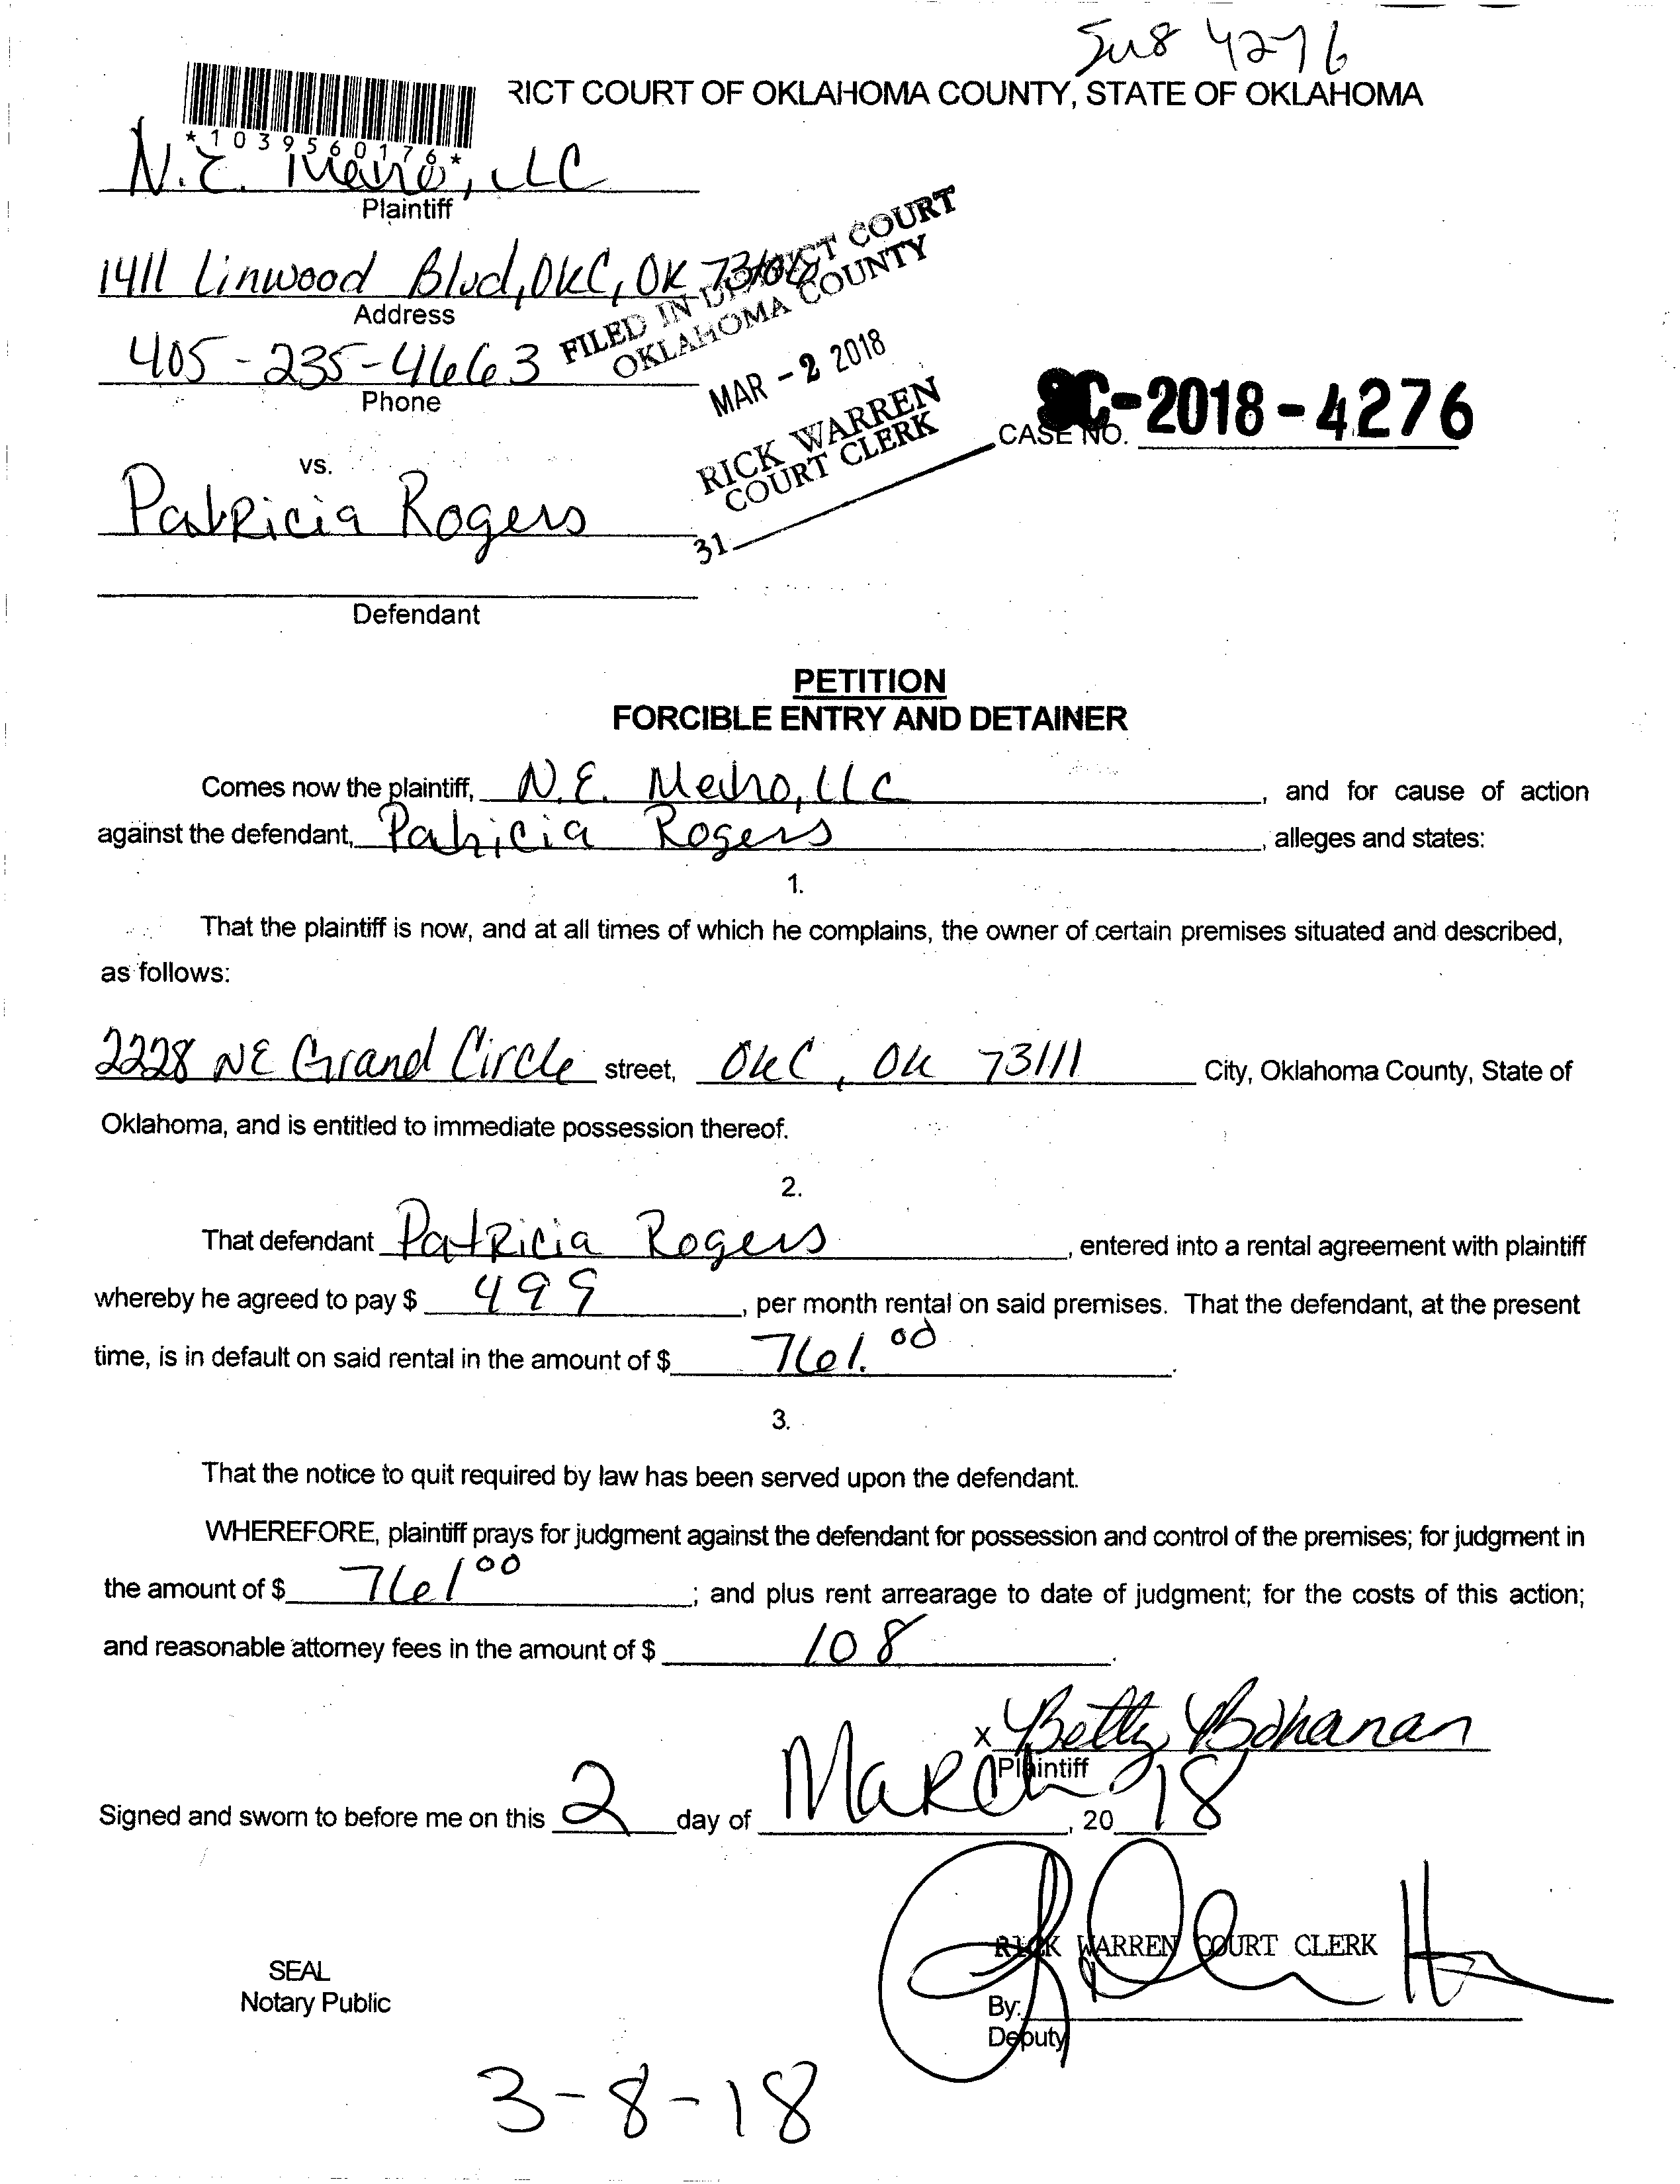 4276
RICT COURT OF OKLAHOMA COUNTY, STATE OF OKLAHOMA
*1039560176*
N.E. Metro, LLC
Plaintiff
1411 Linwood Blvd, OKC, OK 73106
Address
FILED IN DISTRICT COURT
OKLAHOMA COUNTY
405-235-4663
Phone
MAR -2 2018
SC-2018-4276
CASE NO.
RICK WARREN
COURT CLERK
31
vs.
Patricia Rogers
Defendant
PETITION
FORCIBLE ENTRY AND DETAINER
Comes now the plaintiff, N.E. Metro, LLC, and for cause of action
against the defendant, Patricia Rogers, alleges and states:
1.
That the plaintiff is now, and at all times of which he complains, the owner of certain premises situated and described,
as follows:
2228 NE Grand Circle street, OKC, OK 73111 City, Oklahoma County, State of
Oklahoma, and is entitled to immediate possession thereof.
2.
That defendant Patricia Rogers, entered into a rental agreement with plaintiff
whereby he agreed to pay $ 499, per month rental on said premises. That the defendant, at the present
time, is in default on said rental in the amount of $ 761.00.
3.
That the notice to quit required by law has been served upon the defendant.
WHEREFORE, plaintiff prays for judgment against the defendant for possession and control of the premises; for judgment in
the amount of $ 761 00; and plus rent arrearage to date of judgment; for the costs of this action;
and reasonable attorney fees in the amount of $ 108.
x Betty Bohanan
Plaintiff
Signed and sworn to before me on this 2 day of March, 20 18
RICK WARREN COURT CLERK
SEAL
Notary Public
By:
Deputy
3-8-18